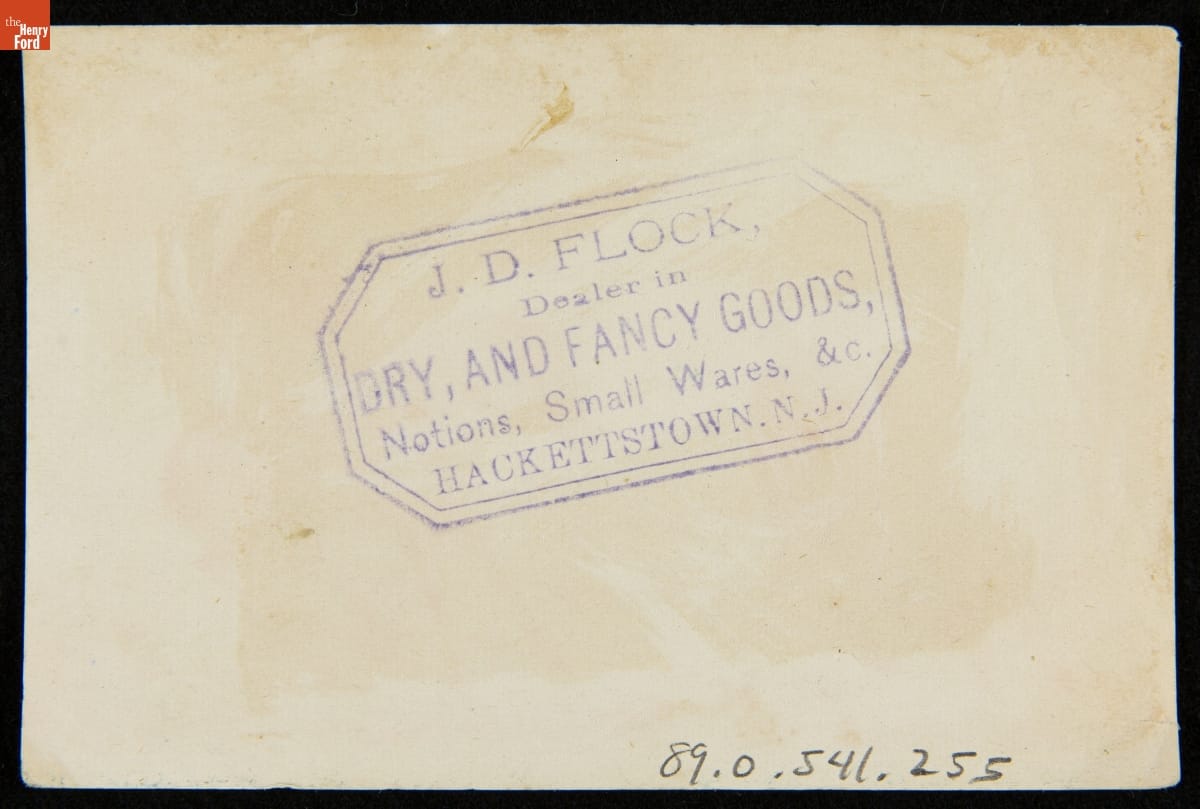 the
Henry
Ford
J. D. FLOCK,
Dealer in
DRY, AND FANCY GOODS,
Notions, Small Wares, &c.
HACKETTSTOWN. N. J.
89.0.541.255